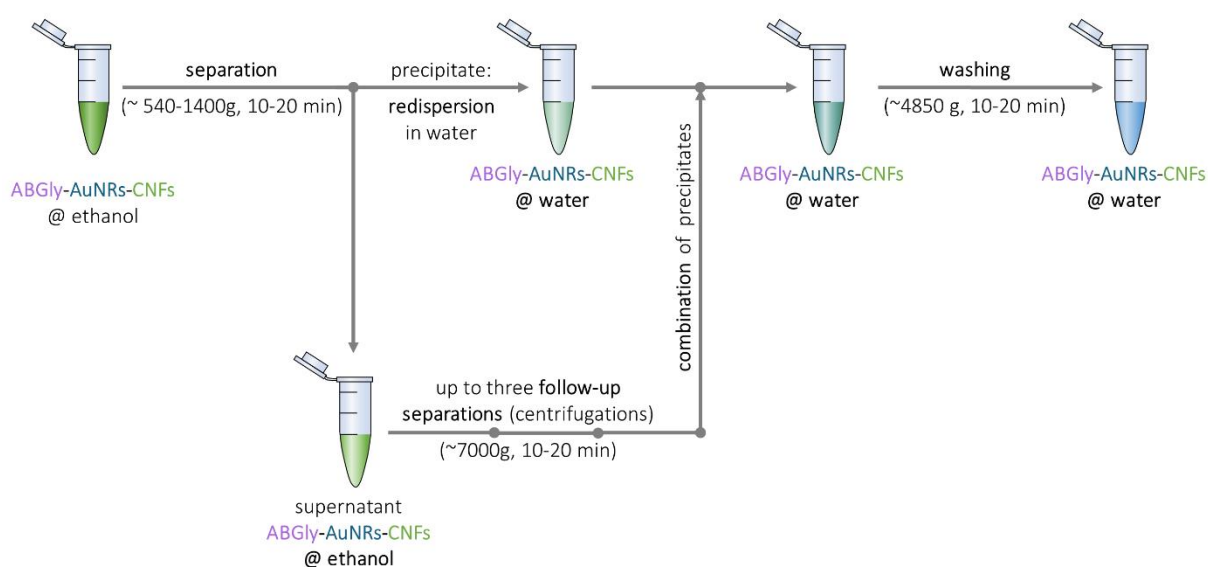 separation
(~ 540-1400g, 10-20 min)
ABGly-AuNRs-CNFs
@ ethanol
precipitate:
redispersion
in water
ABGly-AuNRs-CNFs
@ water
combination of precipitates
ABGly-AuNRs-CNFs
@ water
washing
(~4850 g, 10-20 min)
ABGly-AuNRs-CNFs
@ water
up to three follow-up
separations (centrifugations)
(~7000g, 10-20 min)
supernatant
ABGly-AuNRs-CNFs
@ ethanol